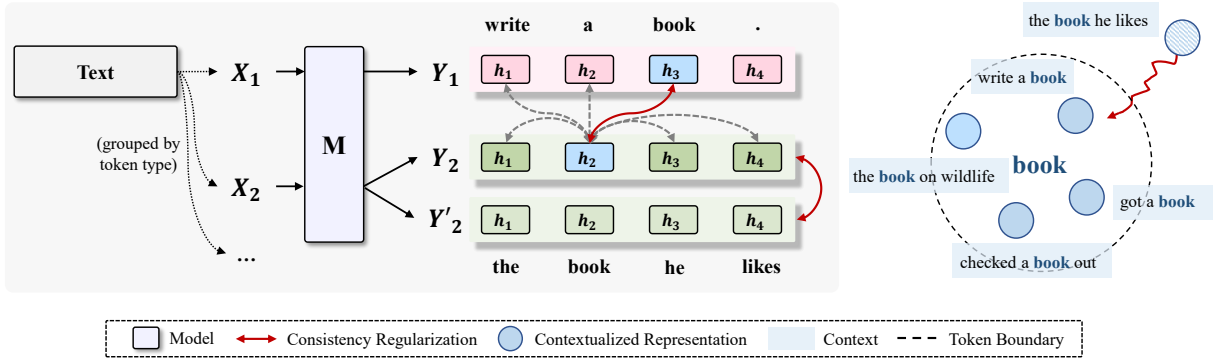 write a book .
Text
X1
M
Y1
h1 h2 h3 h4
(grouped by
token type)
X2
Y2
h1 h2 h3 h4
Y'2
h1 h2 h3 h4
...
the book he likes
the book he likes
write a book
book
the book on wildlife
got a book
checked a book out
Model
Consistency Regularization
Contextualized Representation
Context
Token Boundary